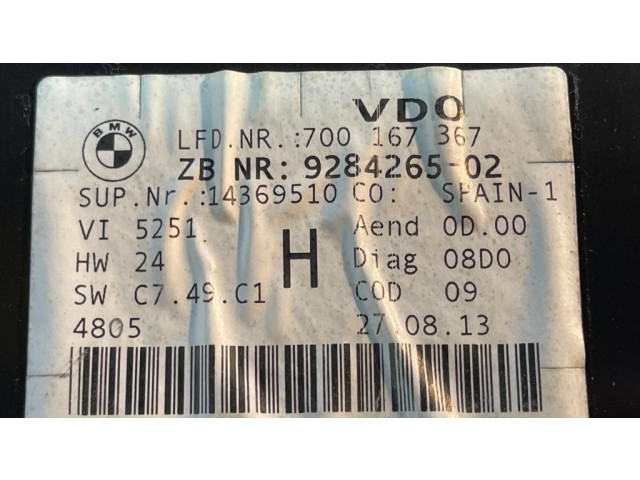 VDO
BMW LFD.NR.:700 167 367
ZB NR: 9284265-02
SUP.Nr.:14369510 CO: SPAIN-1
VI 5251 Aend 0D.00
HW 24 H Diag 08D0
SW C7.49.C1 COD 09
4805 27.08.13